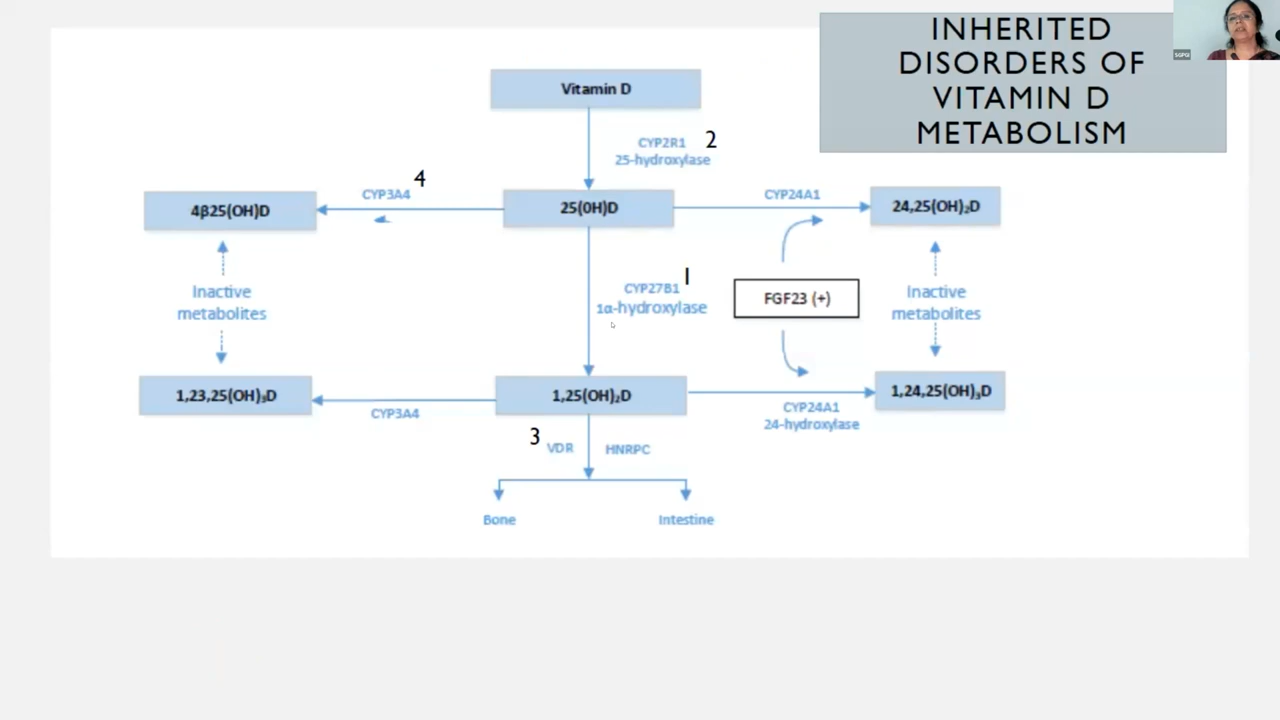 INHERITED
DISORDERS OF
VITAMIN D
METABOLISM
SGPGI
Vitamin D
CYP2R1 2
25-hydroxylase
4
CYP3A4
CYP24A1
4β25(OH)D
25(0H)D
24,25(OH)₂D
Inactive
metabolites
CYP27B1 1
1α-hydroxylase
FGF23 (+)
Inactive
metabolites
1,23,25(OH)₃D
1,25(OH)₂D
1,24,25(OH)₃D
CYP3A4
CYP24A1
24-hydroxylase
3 VDR HNRPC
Bone
Intestine